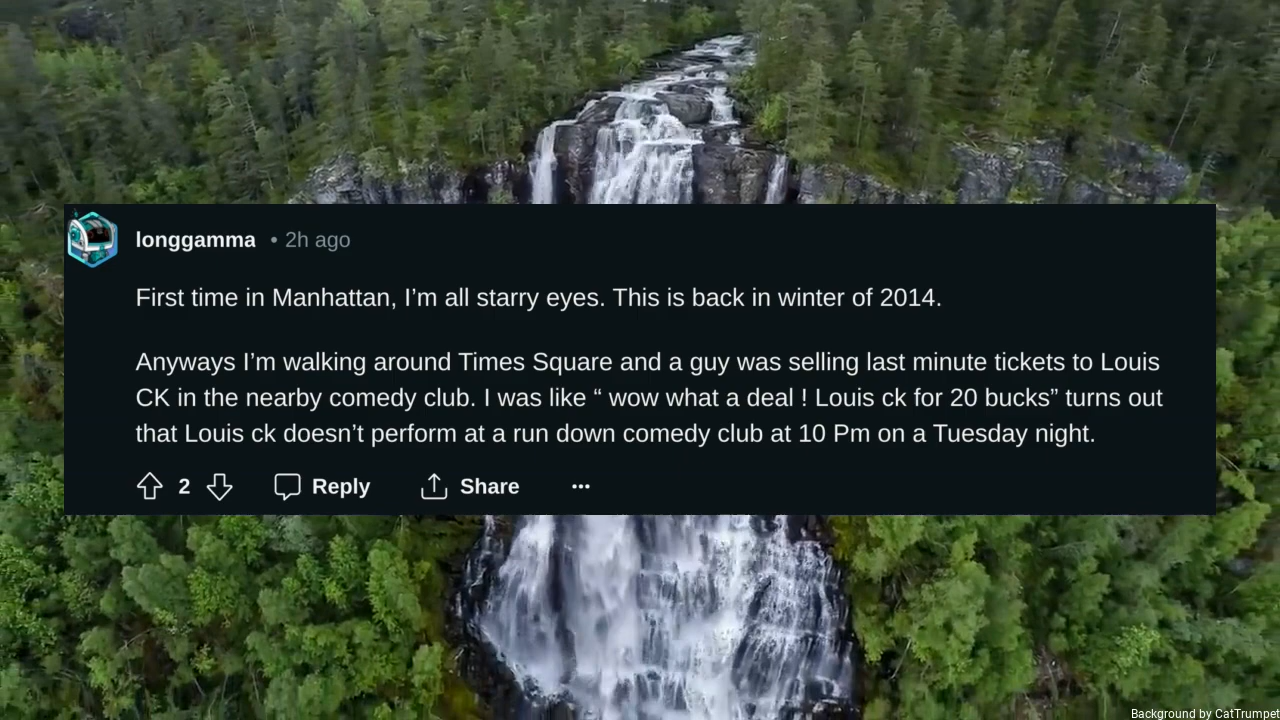 longgamma • 2h ago
First time in Manhattan, I’m all starry eyes. This is back in winter of 2014.
Anyways I’m walking around Times Square and a guy was selling last minute tickets to Louis
CK in the nearby comedy club. I was like “ wow what a deal ! Louis ck for 20 bucks” turns out
that Louis ck doesn’t perform at a run down comedy club at 10 Pm on a Tuesday night.
2 Reply Share ···
Background by CatTrumpet